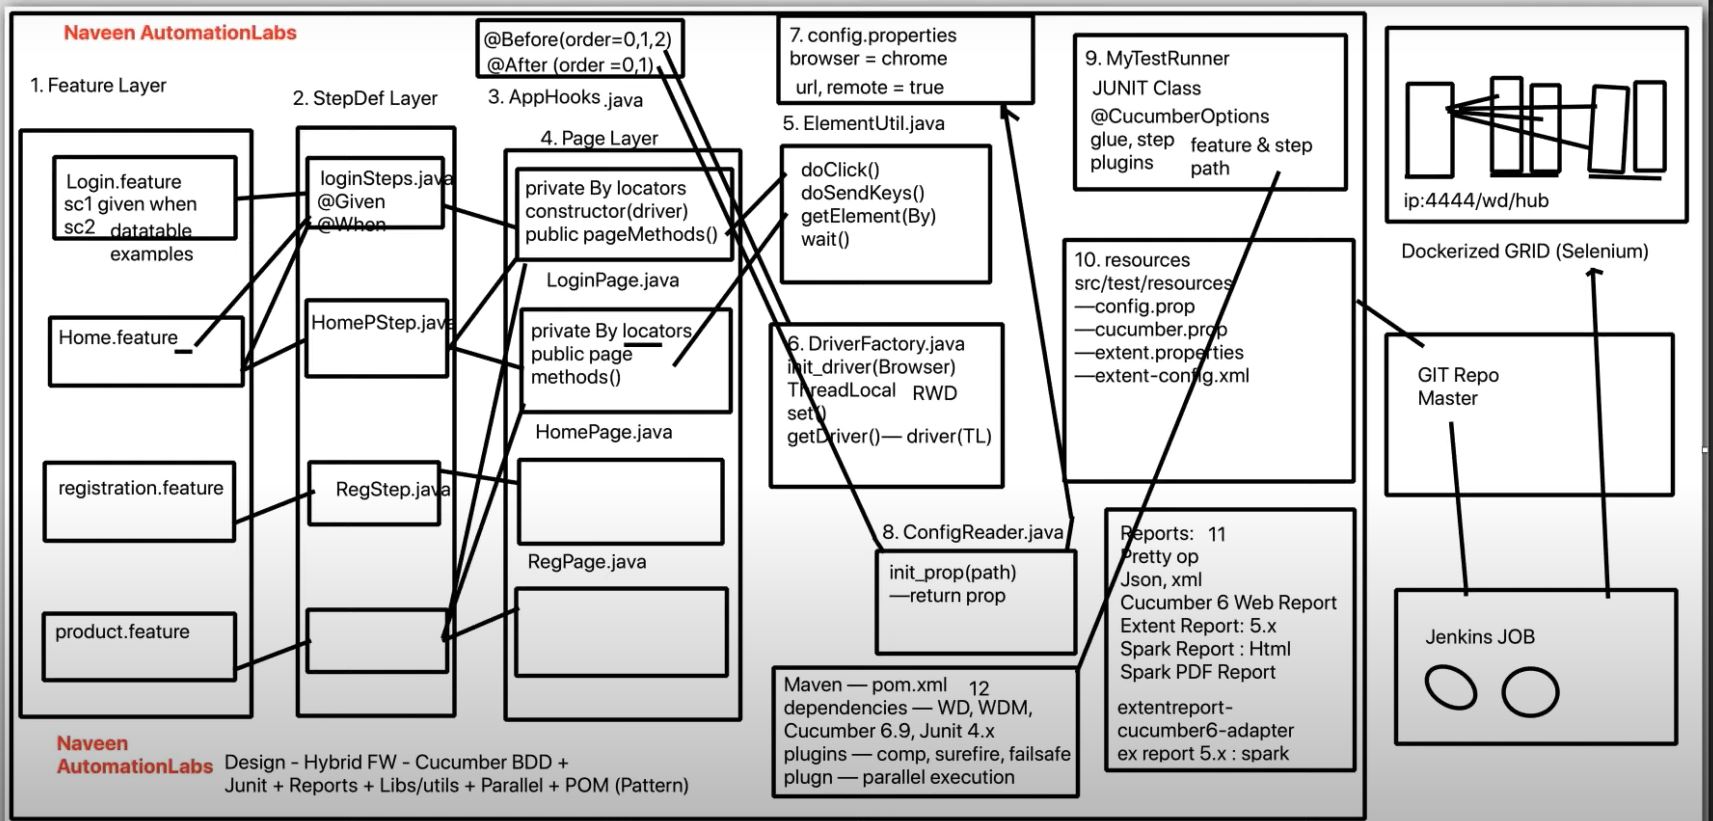 Naveen AutomationLabs
1. Feature Layer
Login.feature
sc1 given when
sc2 datatable
examples
Home.feature
registration.feature
product.feature
2. StepDef Layer
loginSteps.java
@Given
@When
HomePStep.java
RegStep.java
@Before(order=0,1,2)
@After (order =0,1)
3. AppHooks.java
4. Page Layer
private By locators
constructor(driver)
public pageMethods()
LoginPage.java
private By locators
public page
methods()
HomePage.java
RegPage.java
7. config.properties
browser = chrome
url, remote = true
5. ElementUtil.java
doClick()
doSendKeys()
getElement(By)
wait()
6. DriverFactory.java
init_driver(Browser)
ThreadLocal RWD
set()
getDriver()— driver(TL)
8. ConfigReader.java
init_prop(path)
—return prop
Maven — pom.xml 12
dependencies — WD, WDM,
Cucumber 6.9, Junit 4.x
plugins — comp, surefire, failsafe
plugn — parallel execution
9. MyTestRunner
JUNIT Class
@CucumberOptions
glue, step
plugins
feature & step
path
10. resources
src/test/resources
—config.prop
—cucumber.prop
—extent.properties
—extent-config.xml
Reports: 11
Pretty op
Json, xml
Cucumber 6 Web Report
Extent Report: 5.x
Spark Report : Html
Spark PDF Report
extentreport-
cucumber6-adapter
ex report 5.x : spark
ip:4444/wd/hub
Dockerized GRID (Selenium)
GIT Repo
Master
Jenkins JOB
Naveen
AutomationLabs
Design - Hybrid FW - Cucumber BDD +
Junit + Reports + Libs/utils + Parallel + POM (Pattern)